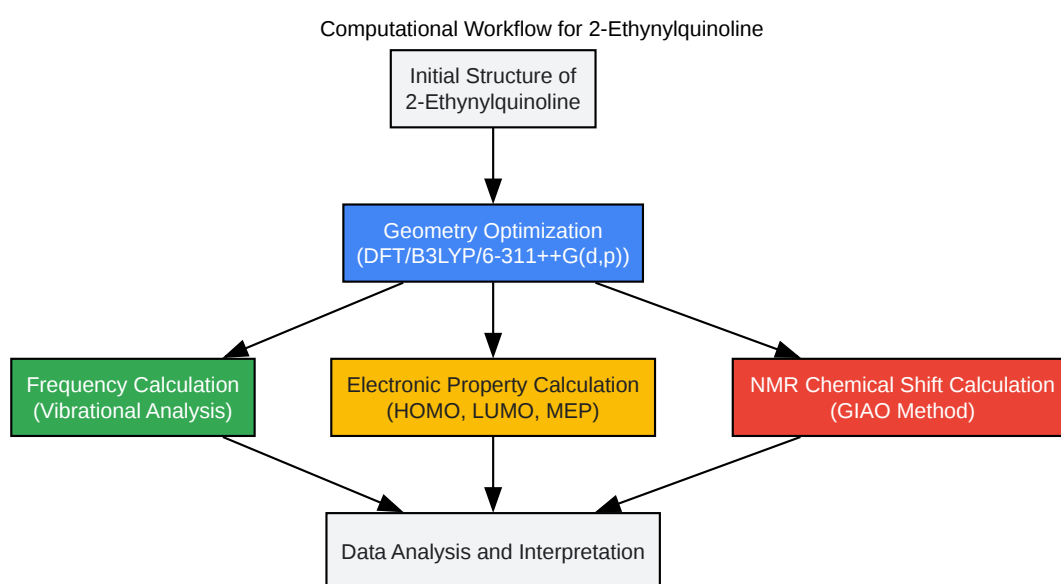 Computational Workflow for 2-Ethynylquinoline
Initial Structure of
2-Ethynylquinoline
Geometry Optimization
(DFT/B3LYP/6-311++G(d,p))
Frequency Calculation
(Vibrational Analysis)
Electronic Property Calculation
(HOMO, LUMO, MEP)
NMR Chemical Shift Calculation
(GIAO Method)
Data Analysis and Interpretation